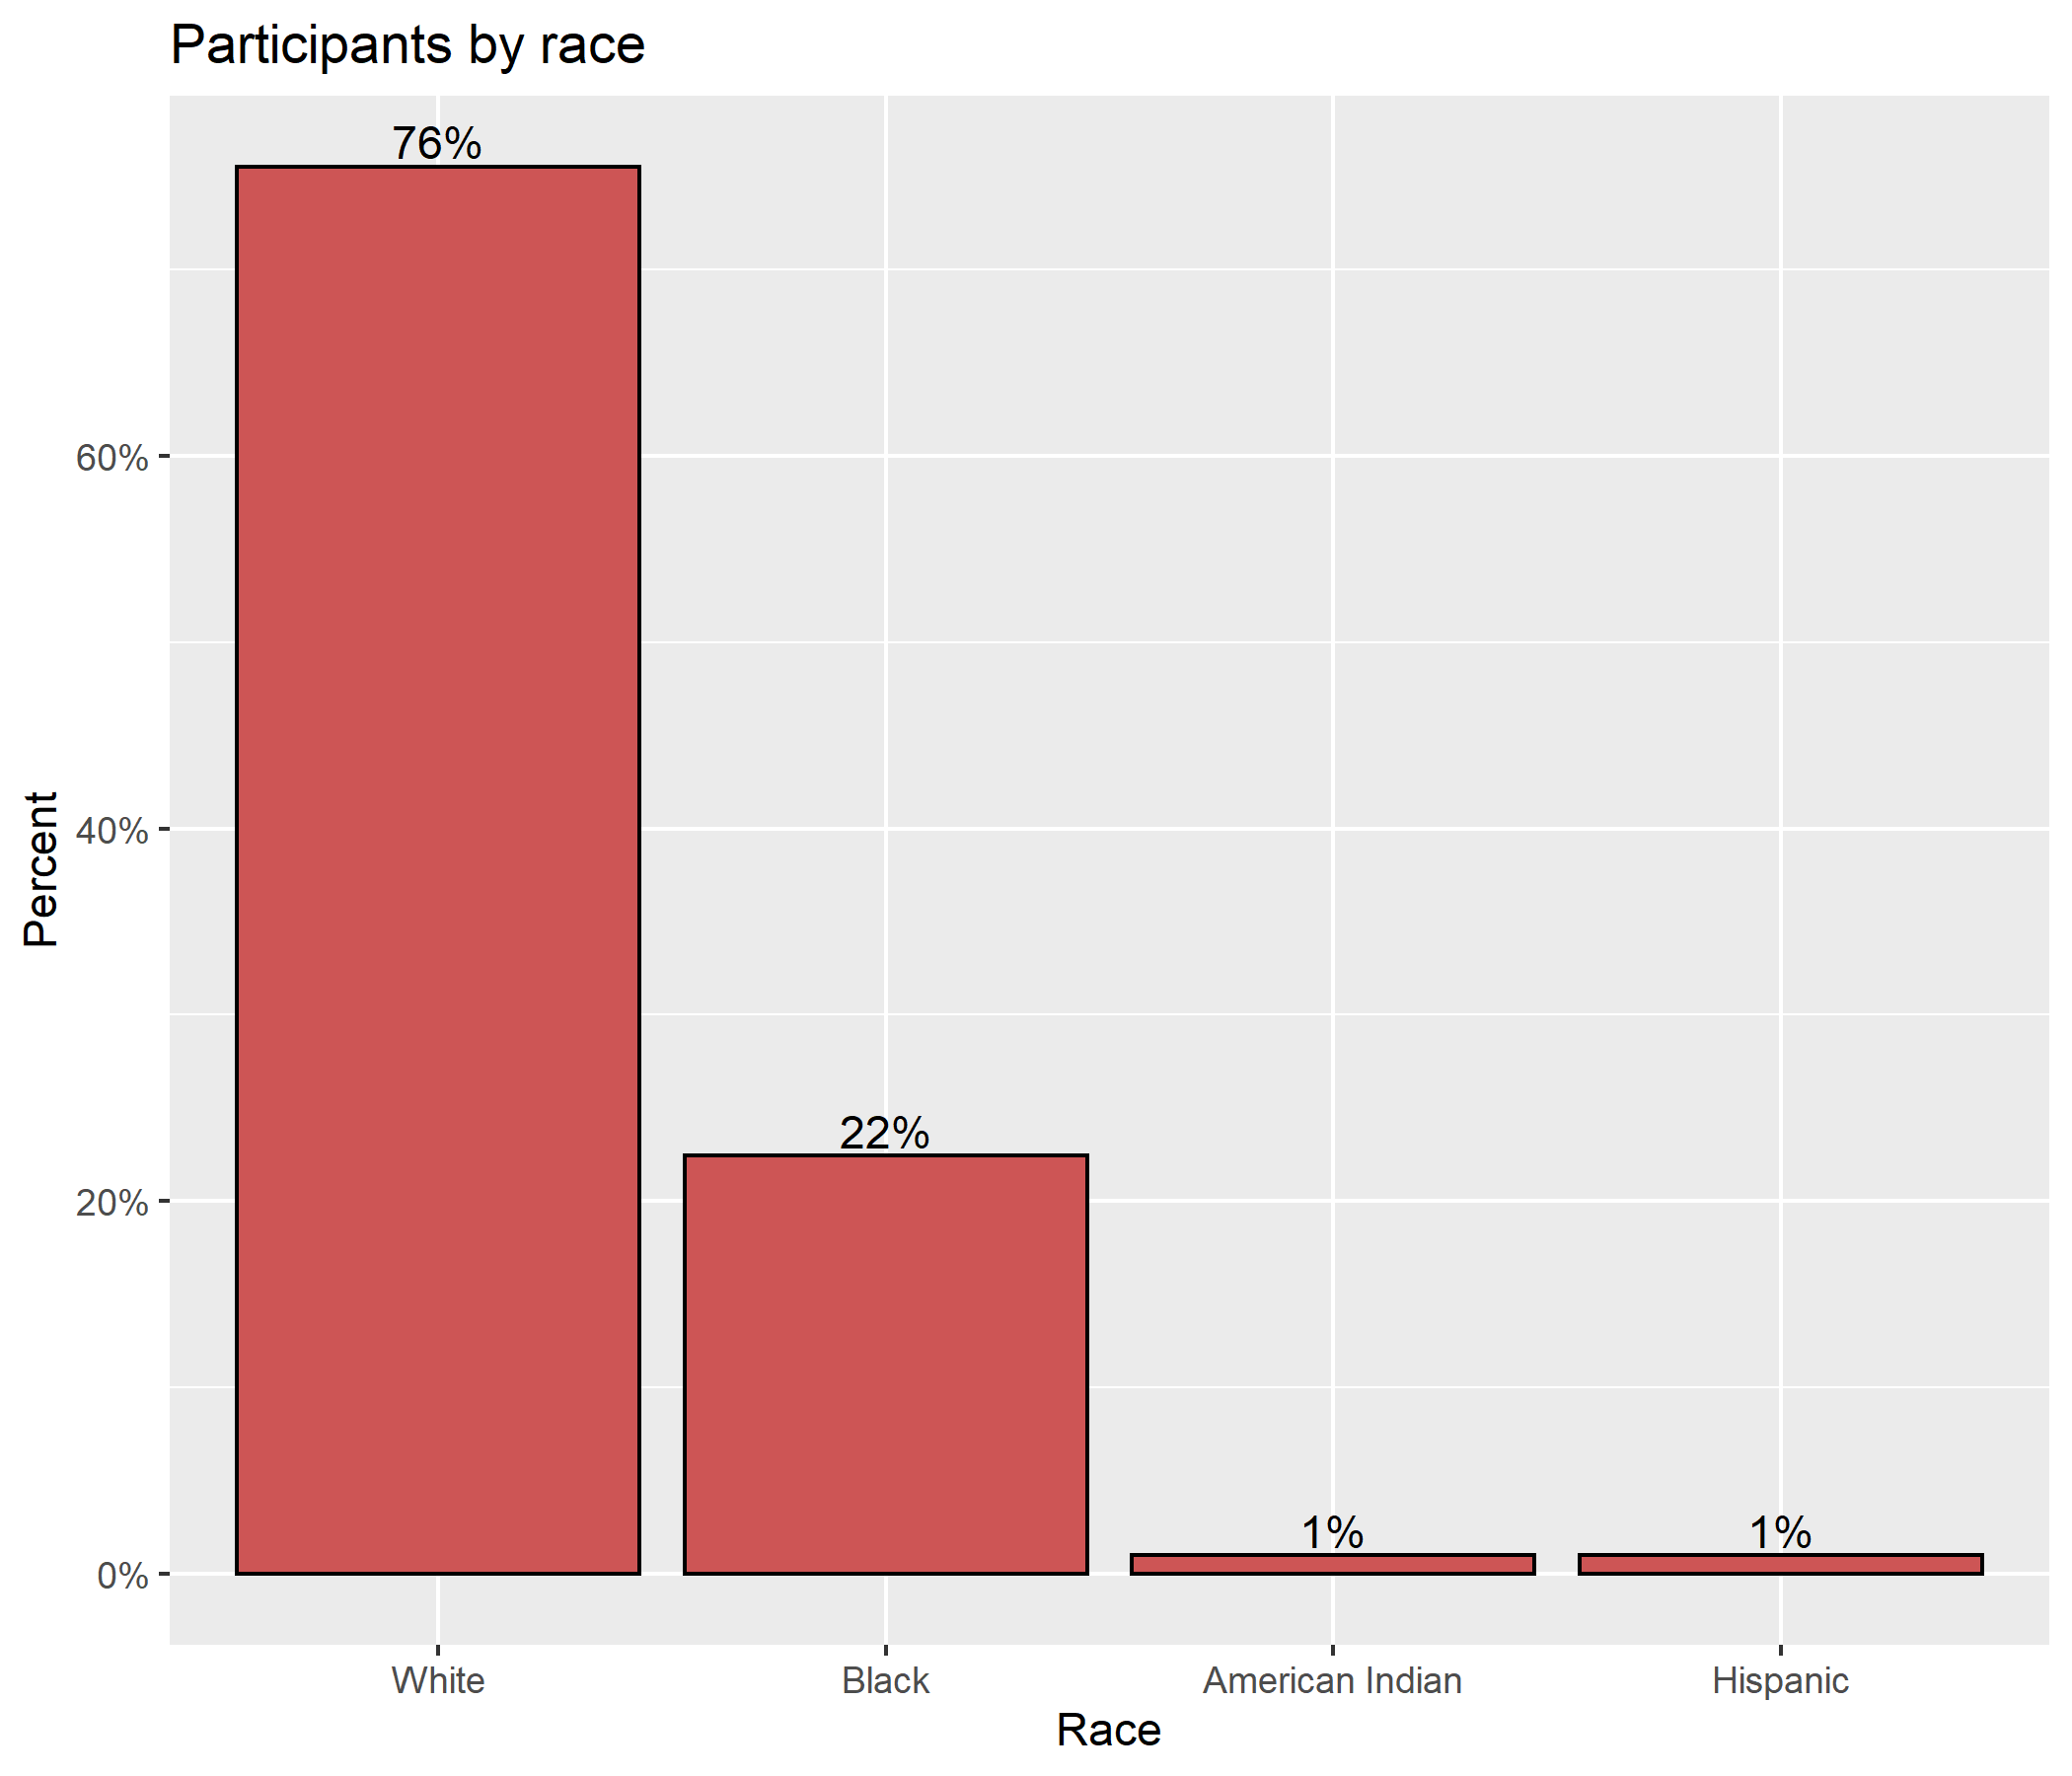 Participants by race
76%
60%
40%
22%
20%
1%
1%
0%
Percent
White
Black
American Indian
Hispanic
Race